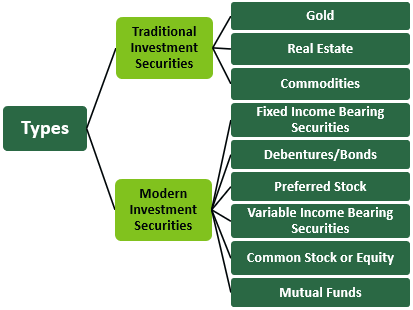 Types
Traditional
Investment
Securities
Gold
Real Estate
Commodities
Modern
Investment
Securities
Fixed Income Bearing
Securities
Debentures/Bonds
Preferred Stock
Variable Income Bearing
Securities
Common Stock or Equity
Mutual Funds